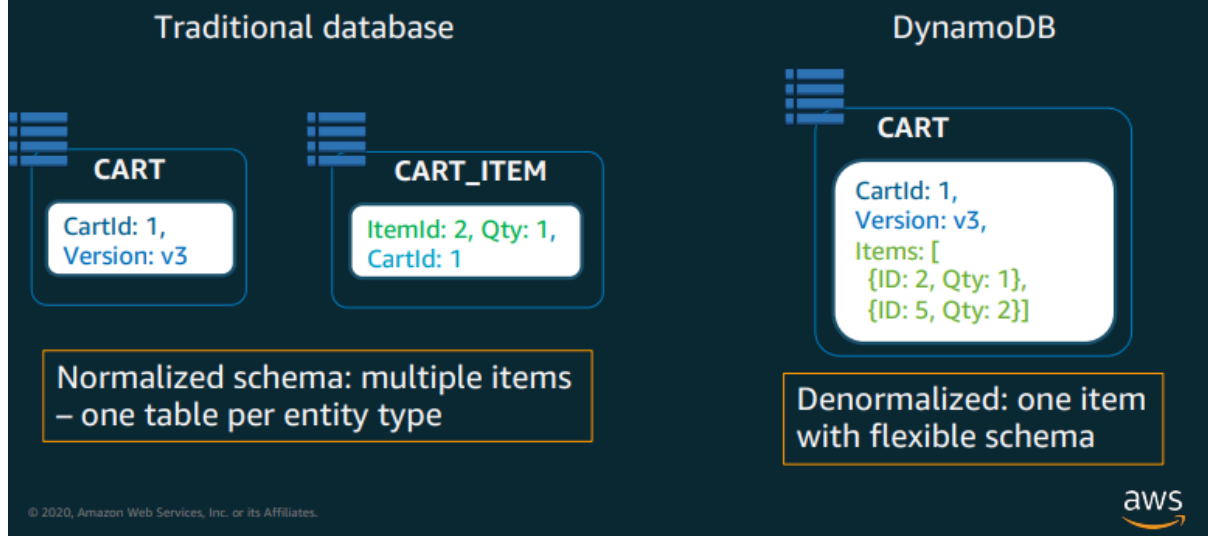 Traditional database
DynamoDB
CART
CartId: 1,
Version: v3
CART_ITEM
ItemId: 2, Qty: 1,
CartId: 1
CART
CartId: 1,
Version: v3,
Items: [
{ID: 2, Qty: 1},
{ID: 5, Qty: 2}]
Normalized schema: multiple items
– one table per entity type
Denormalized: one item
with flexible schema
© 2020, Amazon Web Services, Inc. or its Affiliates.
aws